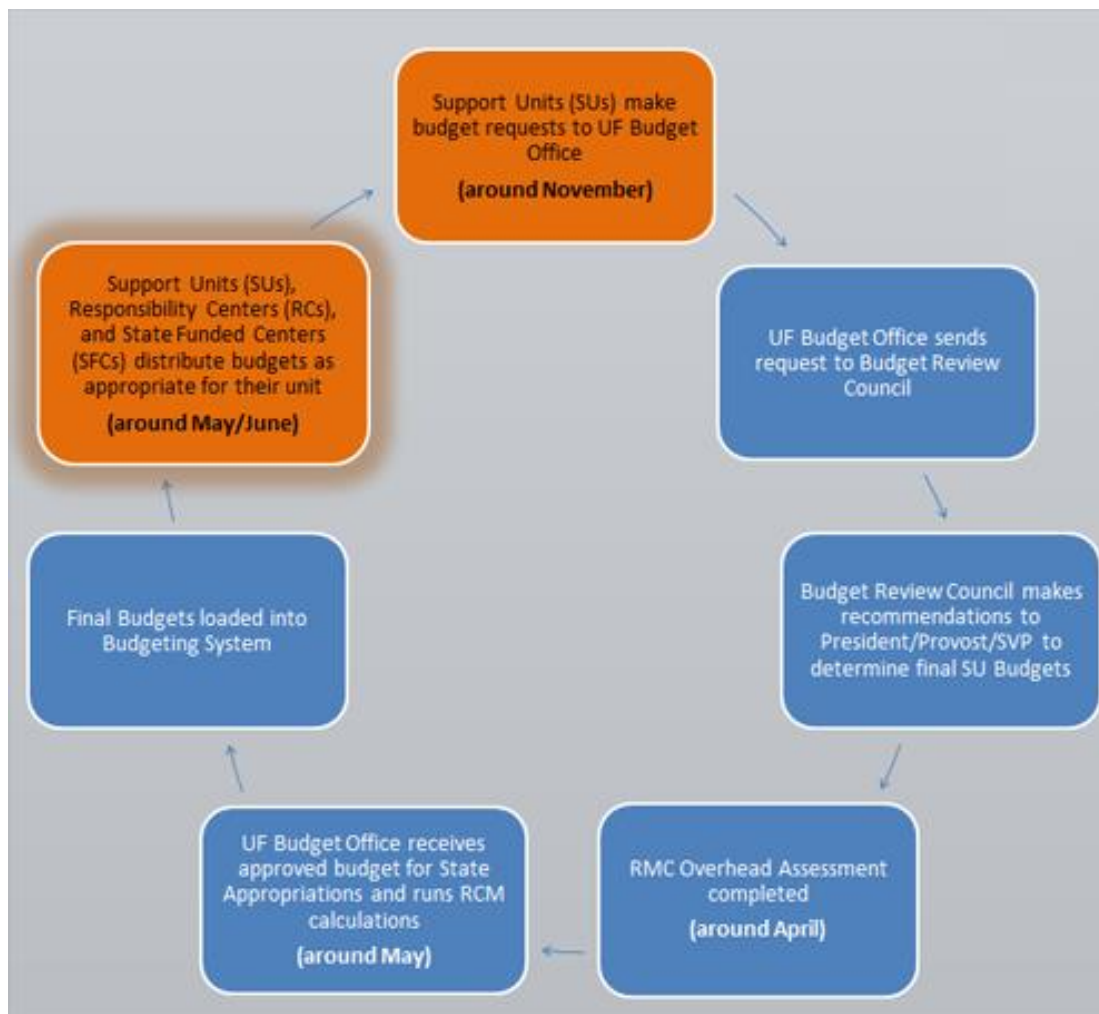 Support Units (SUs) make
budget requests to UF Budget
Office
(around November)
UF Budget Office sends
request to Budget Review
Council
Budget Review Council makes
recommendations to
President/Provost/SVP to
determine final SU Budgets
RMC Overhead Assessment
completed
(around April)
UF Budget Office receives
approved budget for State
Appropriations and runs RCM
calculations
(around May)
Final Budgets loaded into
Budgeting System
Support Units (SUs),
Responsibility Centers (RCs),
and State Funded Centers
(SFCs) distribute budgets as
appropriate for their unit
(around May/June)